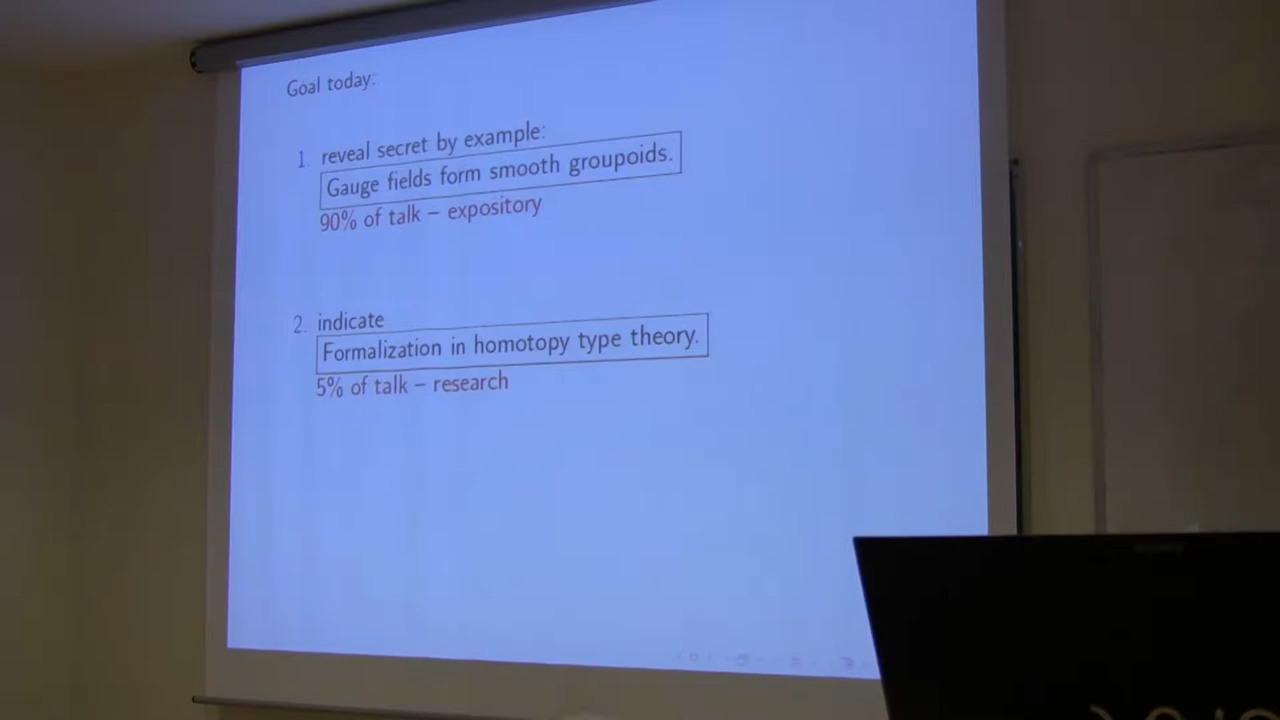 Goal today:
1. reveal secret by example:
Gauge fields form smooth groupoids.
90% of talk – expository
2. indicate
Formalization in homotopy type theory.
5% of talk – research